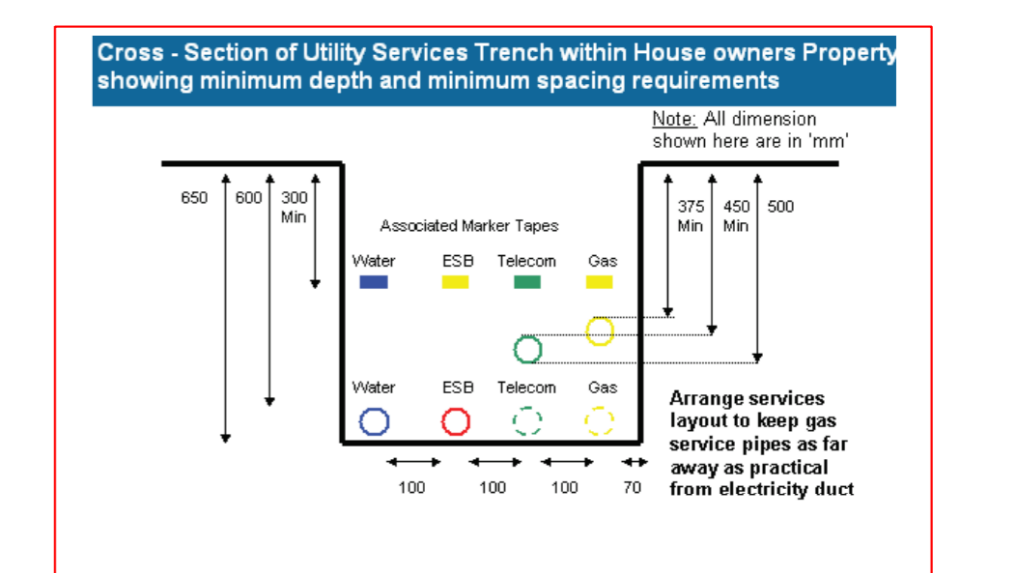 Cross - Section of Utility Services Trench within House owners Property
showing minimum depth and minimum spacing requirements
Note: All dimension
shown here are in 'mm'
650 600 300
Min
375 450 500
Min Min
Associated Marker Tapes
Water ESB Telecom Gas
Water ESB Telecom Gas
Arrange services
layout to keep gas
service pipes as far
away as practical
from electricity duct
100 100 100 70